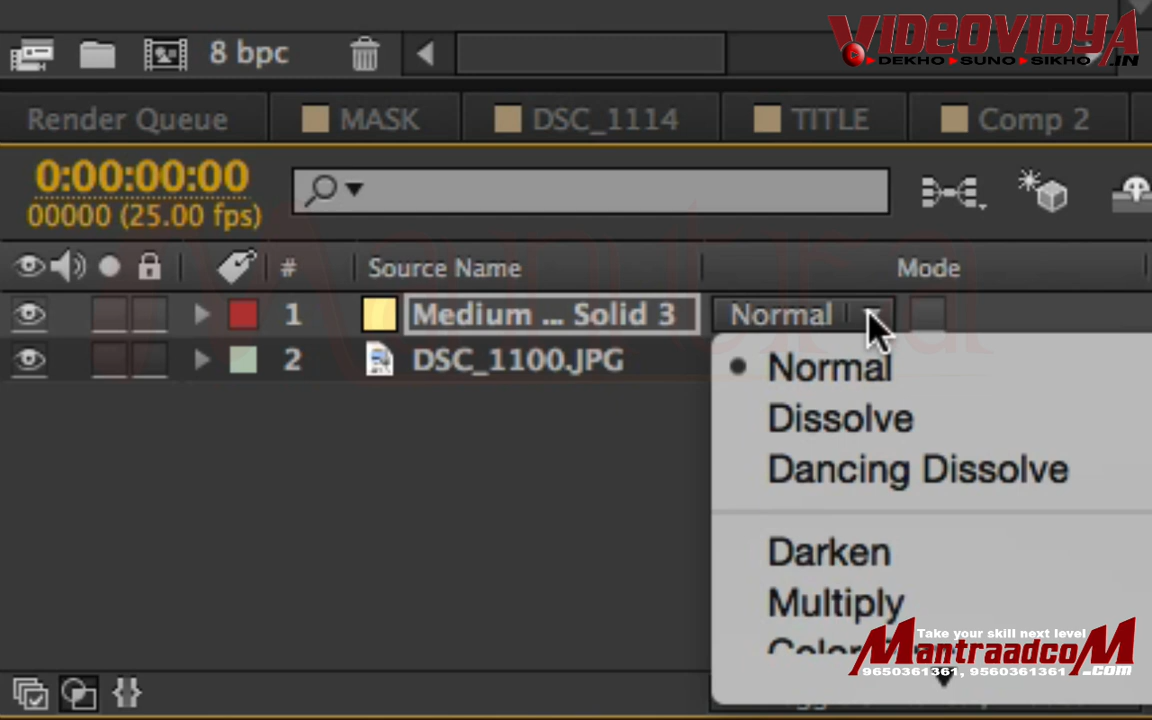 8 bpc
VIDEOVIDYA
DEKHO SUNO SIKHO .IN
Render Queue MASK DSC_1114 TITLE Comp 2
0:00:00:00
00000 (25.00 fps)
# Source Name Mode
1 Medium ... Solid 3 Normal
2 DSC_1100.JPG
Normal
Dissolve
Dancing Dissolve
Darken
Multiply
Take your skill next level
MantraadcoM
9650361361, 9560361361 .com